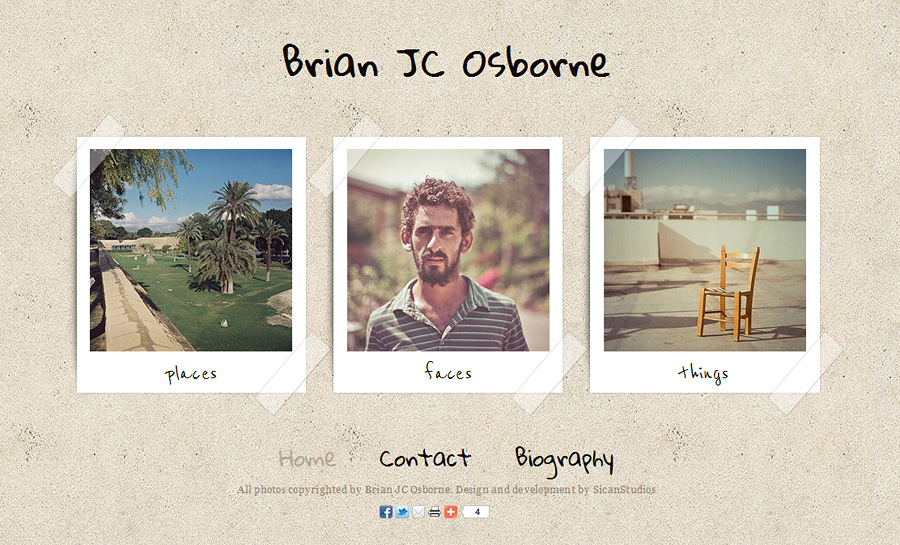 Brian JC Osborne
places
faces
things
Home Contact Biography
All photos copyrighted by Brian JC Osborne. Design and development by SicanStudios
4